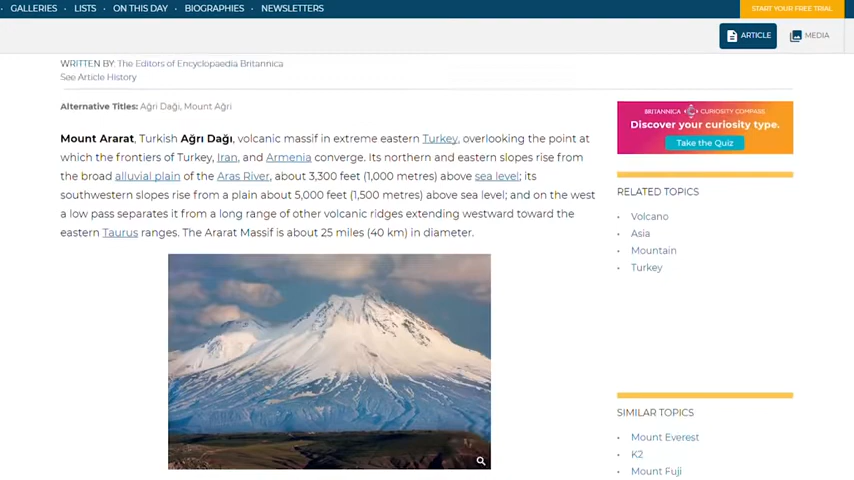 GALLERIES · LISTS · ON THIS DAY · BIOGRAPHIES · NEWSLETTERS
START YOUR FREE TRIAL
ARTICLE
MEDIA
WRITTEN BY: The Editors of Encyclopaedia Britannica
See Article History
Alternative Titles: Ağri Daği, Mount Ağri
Mount Ararat, Turkish Ağrı Dağı, volcanic massif in extreme eastern Turkey, overlooking the point at
which the frontiers of Turkey, Iran, and Armenia converge. Its northern and eastern slopes rise from
the broad alluvial plain of the Aras River, about 3,300 feet (1,000 metres) above sea level; its
southwestern slopes rise from a plain about 5,000 feet (1,500 metres) above sea level; and on the west
a low pass separates it from a long range of other volcanic ridges extending westward toward the
eastern Taurus ranges. The Ararat Massif is about 25 miles (40 km) in diameter.
BRITANNICA CURIOSITY COMPASS
Discover your curiosity type.
Take the Quiz
RELATED TOPICS
• Volcano
• Asia
• Mountain
• Turkey
SIMILAR TOPICS
• Mount Everest
• K2
• Mount Fuji